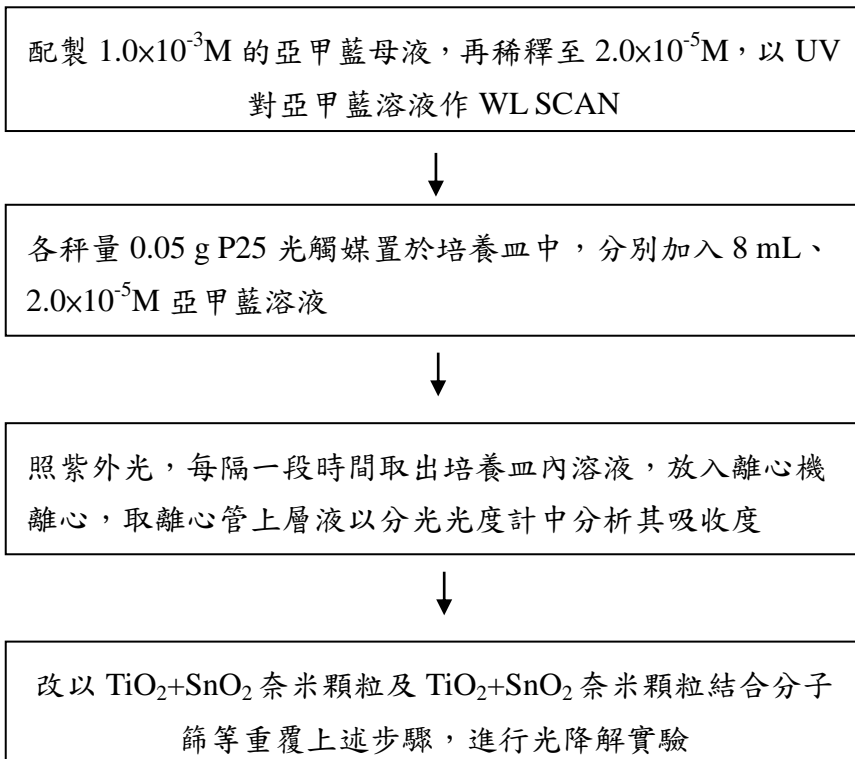 配製 1.0×10⁻³M 的亞甲藍母液，再稀釋至 2.0×10⁻⁵M，以 UV
對亞甲藍溶液作 WL SCAN
各秤量 0.05 g P25 光觸媒置於培養皿中，分別加入 8 mL、
2.0×10⁻⁵M 亞甲藍溶液
照紫外光，每隔一段時間取出培養皿內溶液，放入離心機
離心，取離心管上層液以分光光度計中分析其吸收度
改以 TiO₂+SnO₂ 奈米顆粒及 TiO₂+SnO₂ 奈米顆粒結合分子
篩等重覆上述步驟，進行光降解實驗